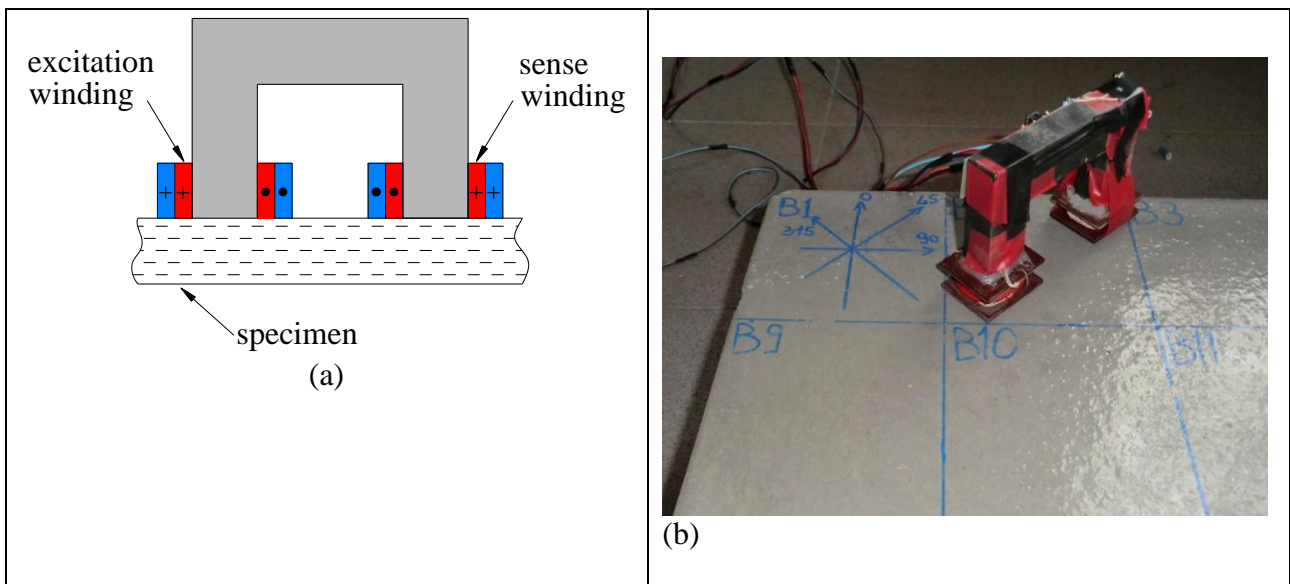 excitation
winding
sense
winding
+ +
+ +
specimen
(a)
B1
0
45
315
90
B3
B9
B10
B11
(b)